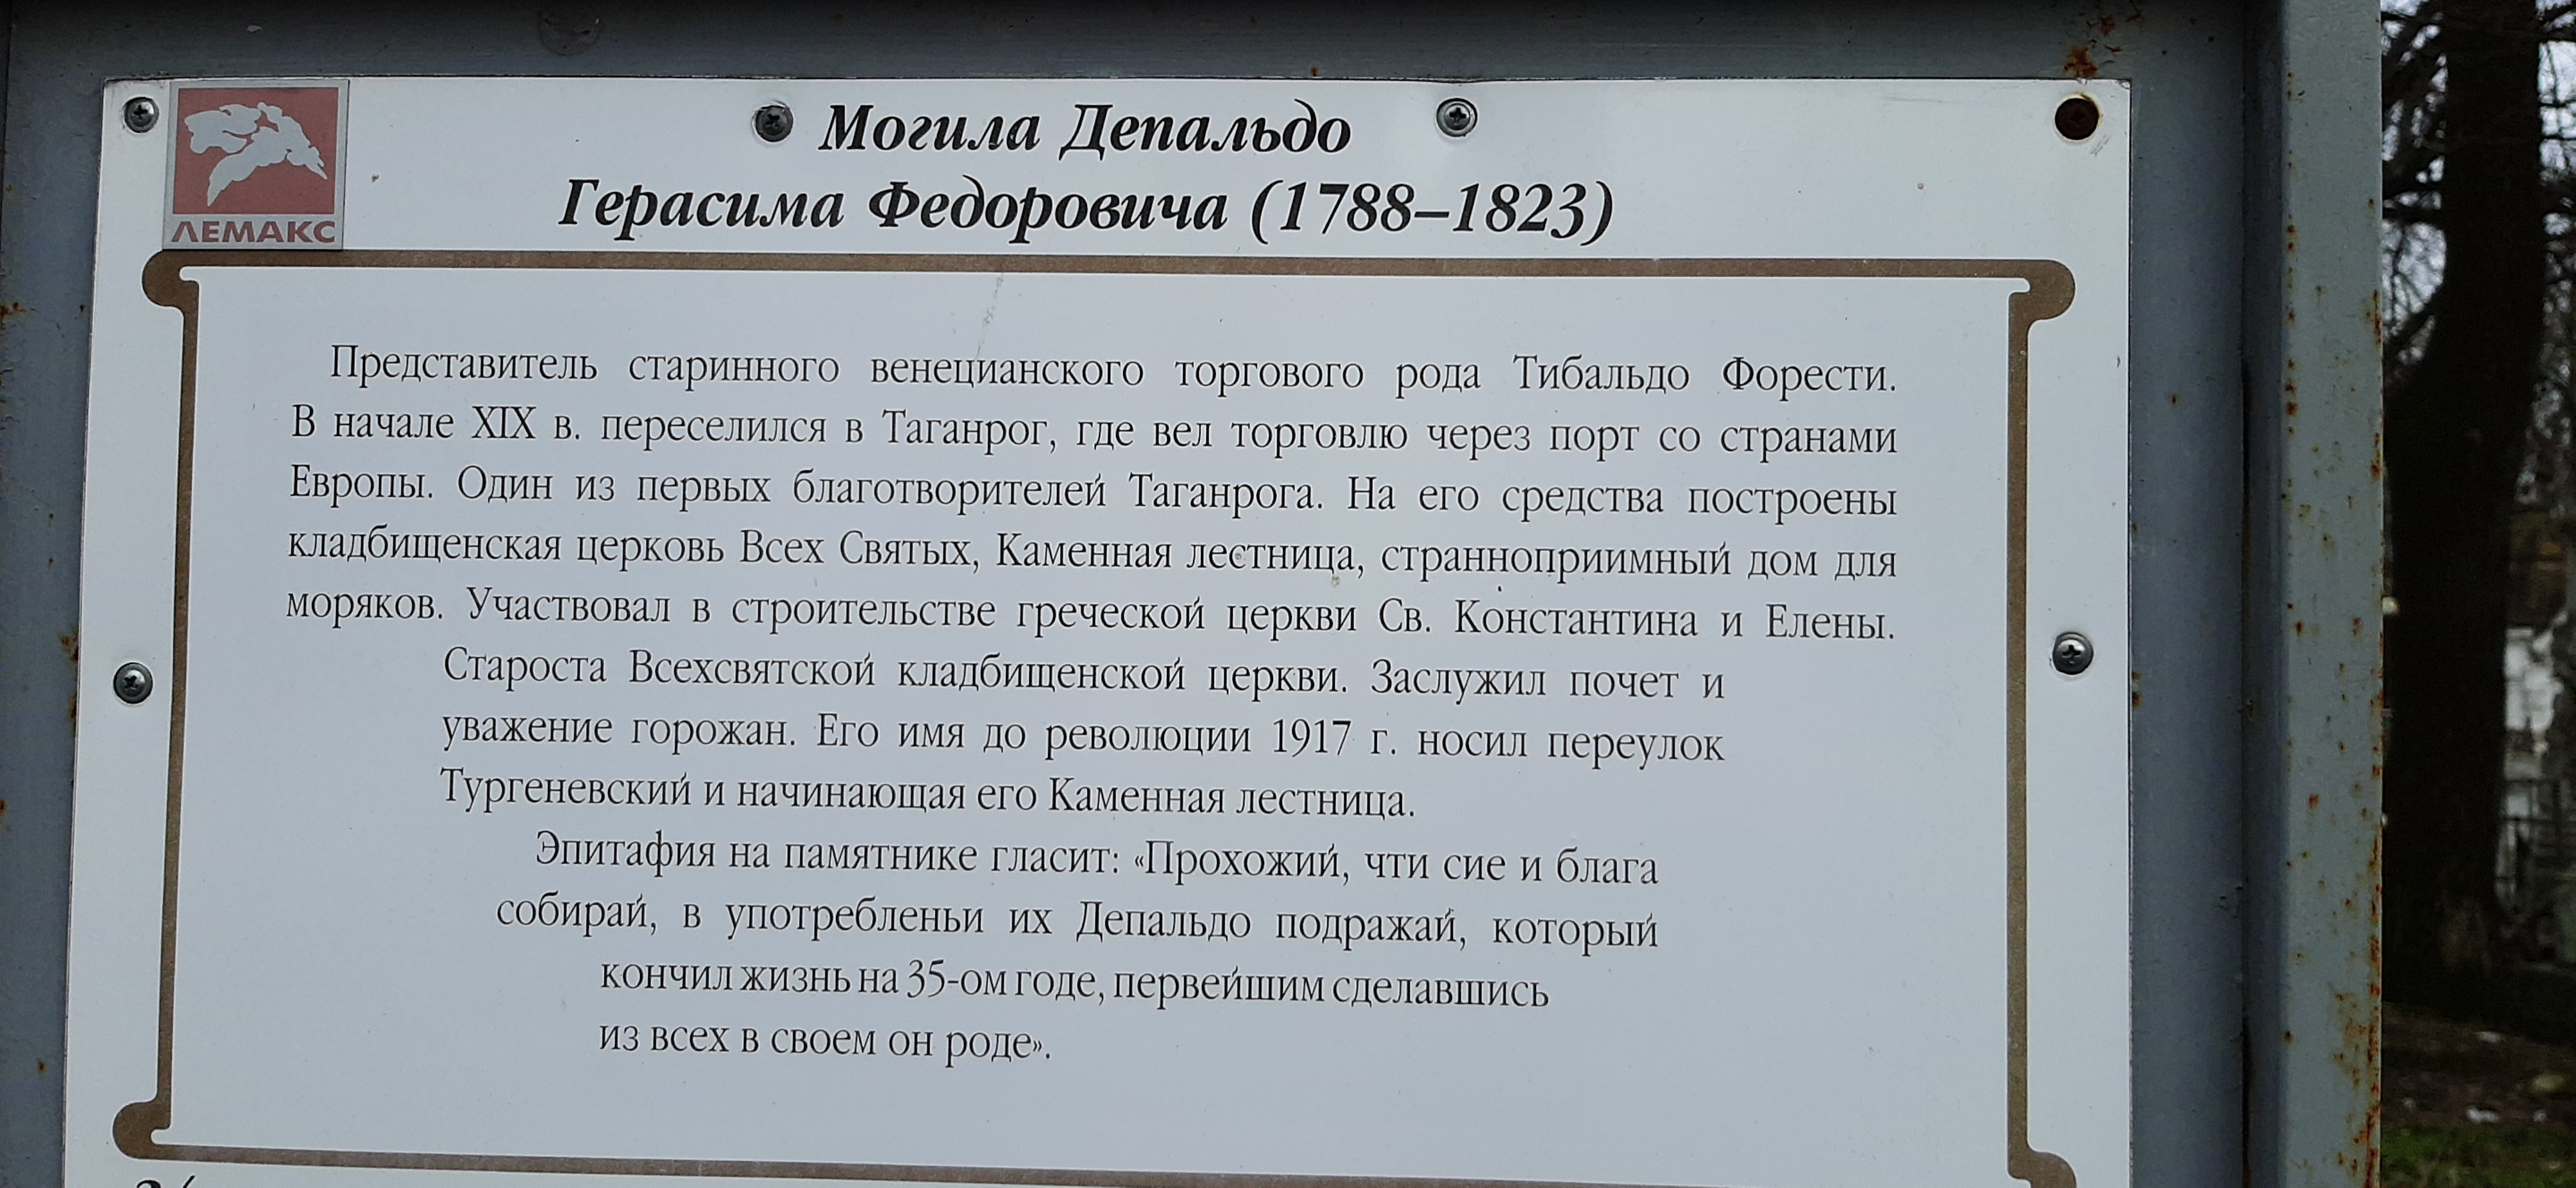 ЛЕМАКС
Могила Депальдо
Герасима Федоровича (1788–1823)
Представитель старинного венецианского торгового рода Тибальдо Форести.
В начале XIX в. переселился в Таганрог, где вел торговлю через порт со странами
Европы. Один из первых благотворителей Таганрога. На его средства построены
кладбищенская церковь Всех Святых, Каменная лестница, странноприимный дом для
моряков. Участвовал в строительстве греческой церкви Св. Константина и Елены.
Староста Всехсвятской кладбищенской церкви. Заслужил почет и
уважение горожан. Его имя до революции 1917 г. носил переулок
Тургеневский и начинающая его Каменная лестница.
Эпитафия на памятнике гласит: «Прохожий, чти сие и блага
собирай, в употребленьи их Депальдо подражай, который
кончил жизнь на 35-ом годе, первейшим сделавшись
из всех в своем он роде».